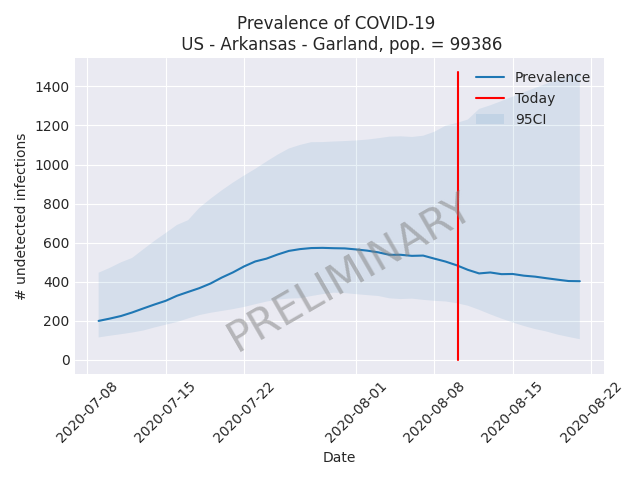 Prevalence of COVID-19
US - Arkansas - Garland, pop. = 99386
Prevalence
Today
95CI
# undetected infections
1400
1200
1000
800
600
400
200
0
PRELIMINARY
2020-07-08
2020-07-15
2020-07-22
2020-08-01
2020-08-08
2020-08-15
2020-08-22
Date